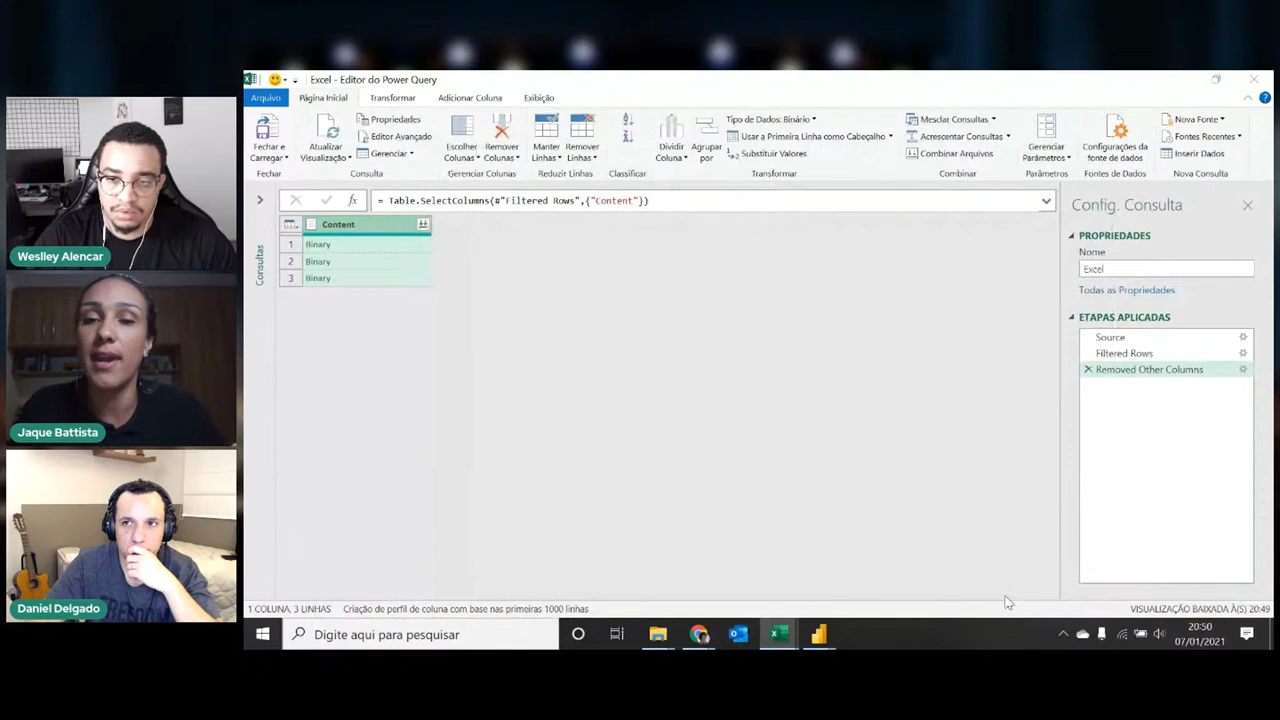 Weslley Alencar
Jaque Battista
Daniel Delgado
Excel - Editor do Power Query
Arquivo
Página Inicial
Transformar
Adicionar Coluna
Exibição
Fechar e
Carregar
Fechar
Atualizar
Visualização
Propriedades
Editor Avançado
Gerenciar
Consulta
Escolher
Colunas
Remover
Colunas
Gerenciar Colunas
Manter
Linhas
Remover
Linhas
Reduzir Linhas
Classificar
Dividir
Coluna
Agrupar
por
Tipo de Dados: Binário
Usar a Primeira Linha como Cabeçalho
Substituir Valores
Transformar
Mesclar Consultas
Acrescentar Consultas
Combinar Arquivos
Combinar
Gerenciar
Parâmetros
Parâmetros
Configurações da
fonte de dados
Fontes de Dados
Nova Fonte
Fontes Recentes
Inserir Dados
Nova Consulta
= Table.SelectColumns(#"Filtered Rows",{"Content"})
Consultas
Content
1 Binary
2 Binary
3 Binary
Config. Consulta
PROPRIEDADES
Nome
Excel
Todas as Propriedades
ETAPAS APLICADAS
Source
Filtered Rows
Removed Other Columns
1 COLUNA, 3 LINHAS
Criação de perfil de coluna com base nas primeiras 1000 linhas
VISUALIZAÇÃO BAIXADA À(S) 20:49
Digite aqui para pesquisar
20:50
07/01/2021